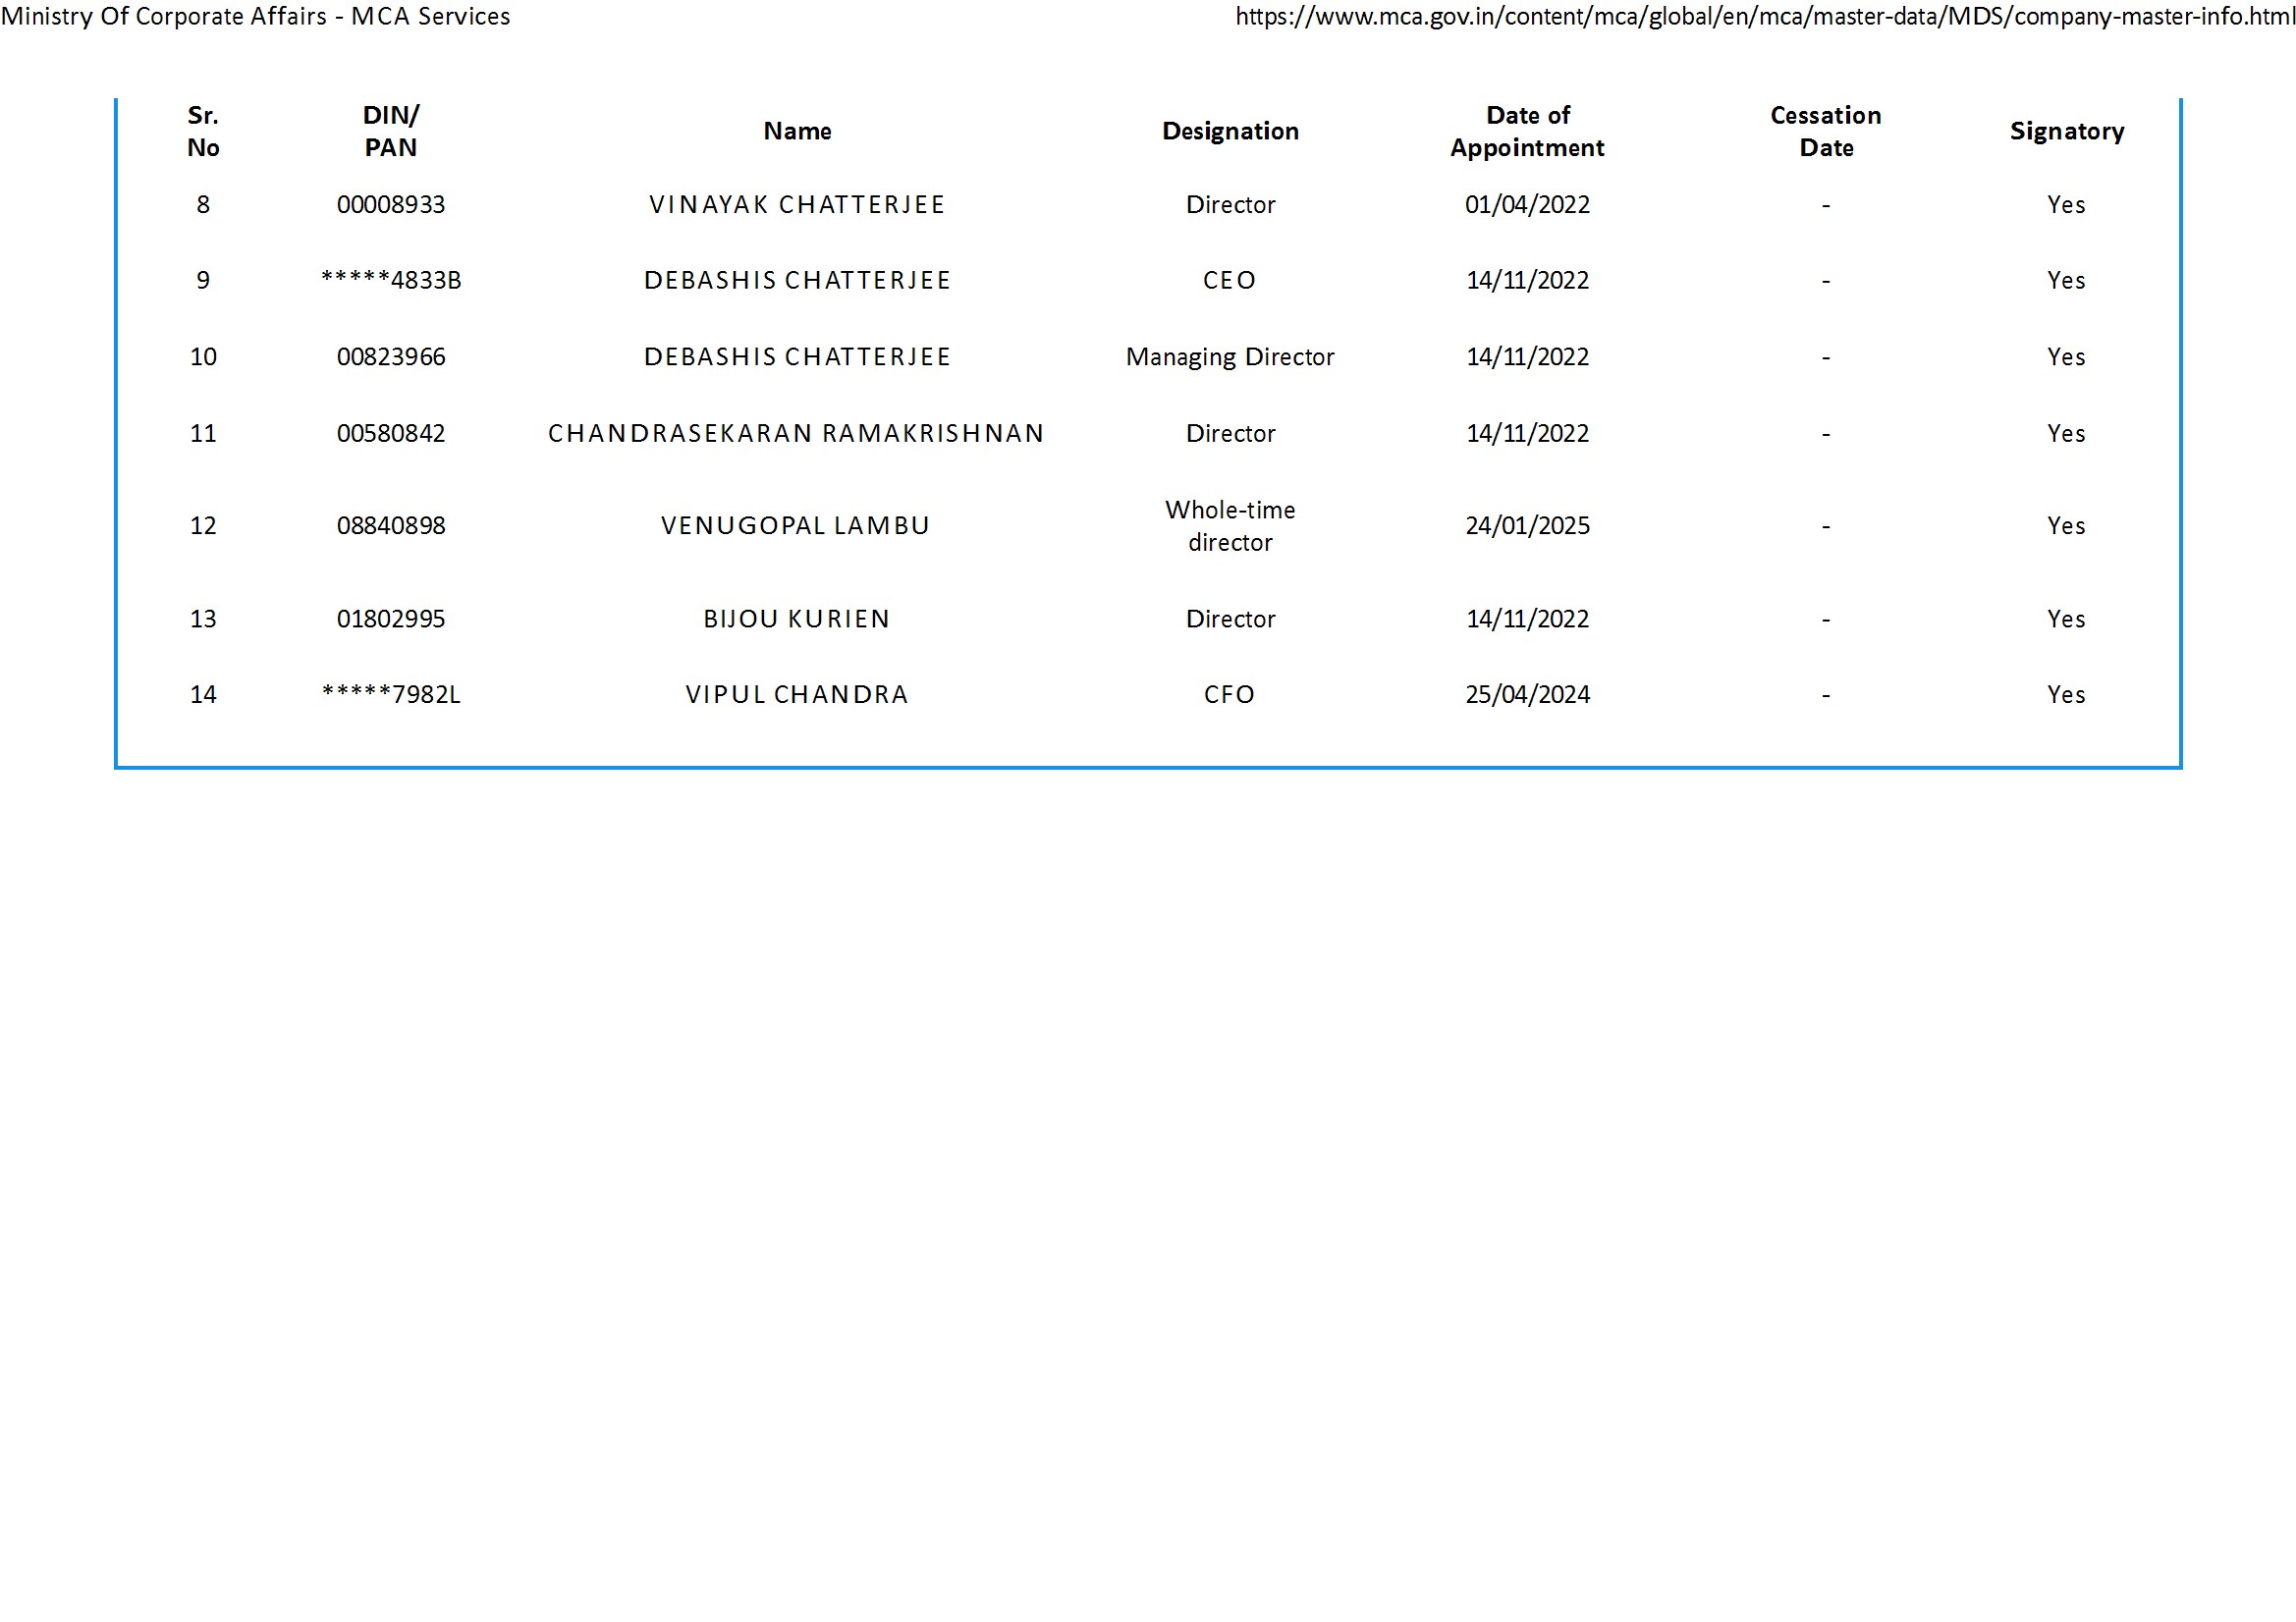 Ministry Of Corporate Affairs - MCA Services https://www.mca.gov.in/content/mca/global/en/mca/master-data/MDS/company-master-info.html
Sr. No DIN/ PAN Name Designation Date of Appointment Cessation Date Signatory
8 00008933 VINAYAK CHATTERJEE Director 01/04/2022 - Yes
9 *****4833B DEBASHIS CHATTERJEE CEO 14/11/2022 - Yes
10 00823966 DEBASHIS CHATTERJEE Managing Director 14/11/2022 - Yes
11 00580842 CHANDRASEKARAN RAMAKRISHNAN Director 14/11/2022 - Yes
12 08840898 VENUGOPAL LAMBU Whole-time director 24/01/2025 - Yes
13 01802995 BIJOU KURIEN Director 14/11/2022 - Yes
14 *****7982L VIPUL CHANDRA CFO 25/04/2024 - Yes